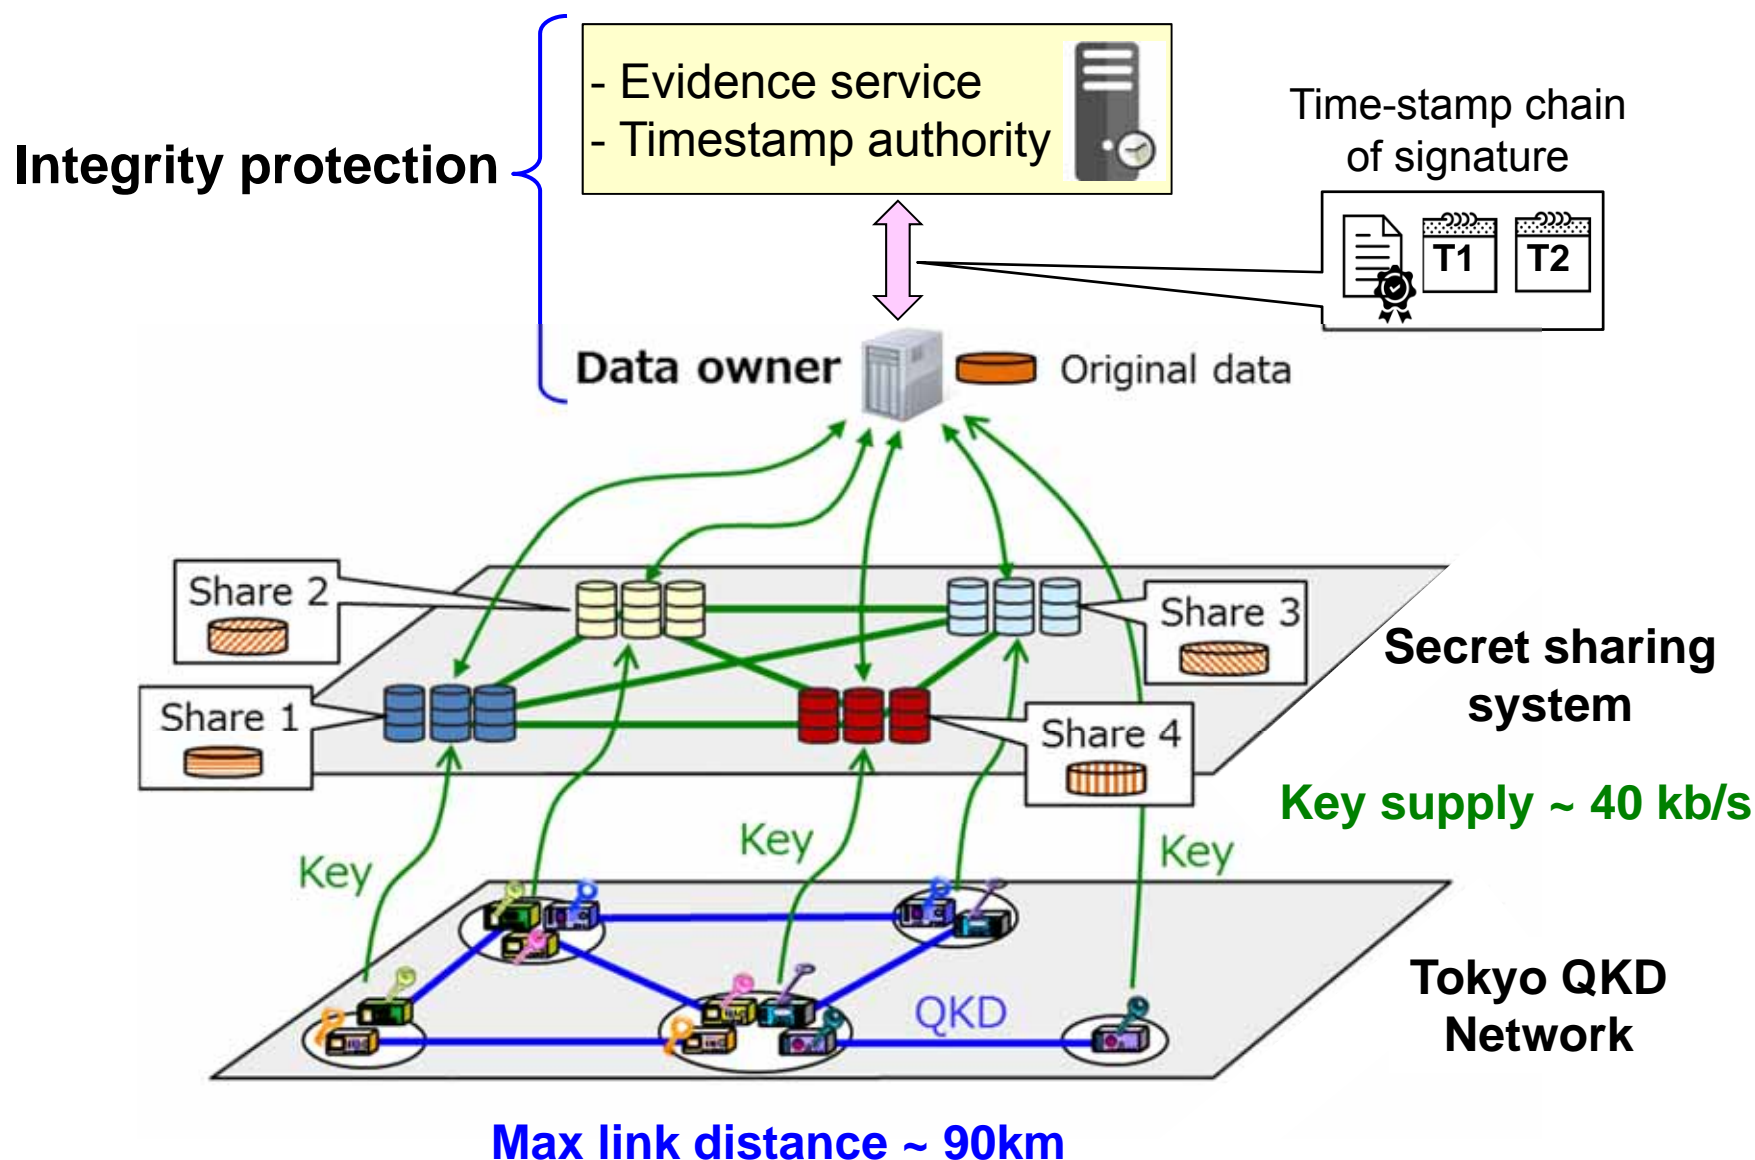 - Evidence service
- Timestamp authority
Integrity protection
Time-stamp chain
of signature
T1 T2
Data owner
Original data
Share 2
Share 3
Share 1
Share 4
Secret sharing
system
Key supply ~ 40 kb/s
Key
Key
Key
QKD
Tokyo QKD
Network
Max link distance ~ 90km